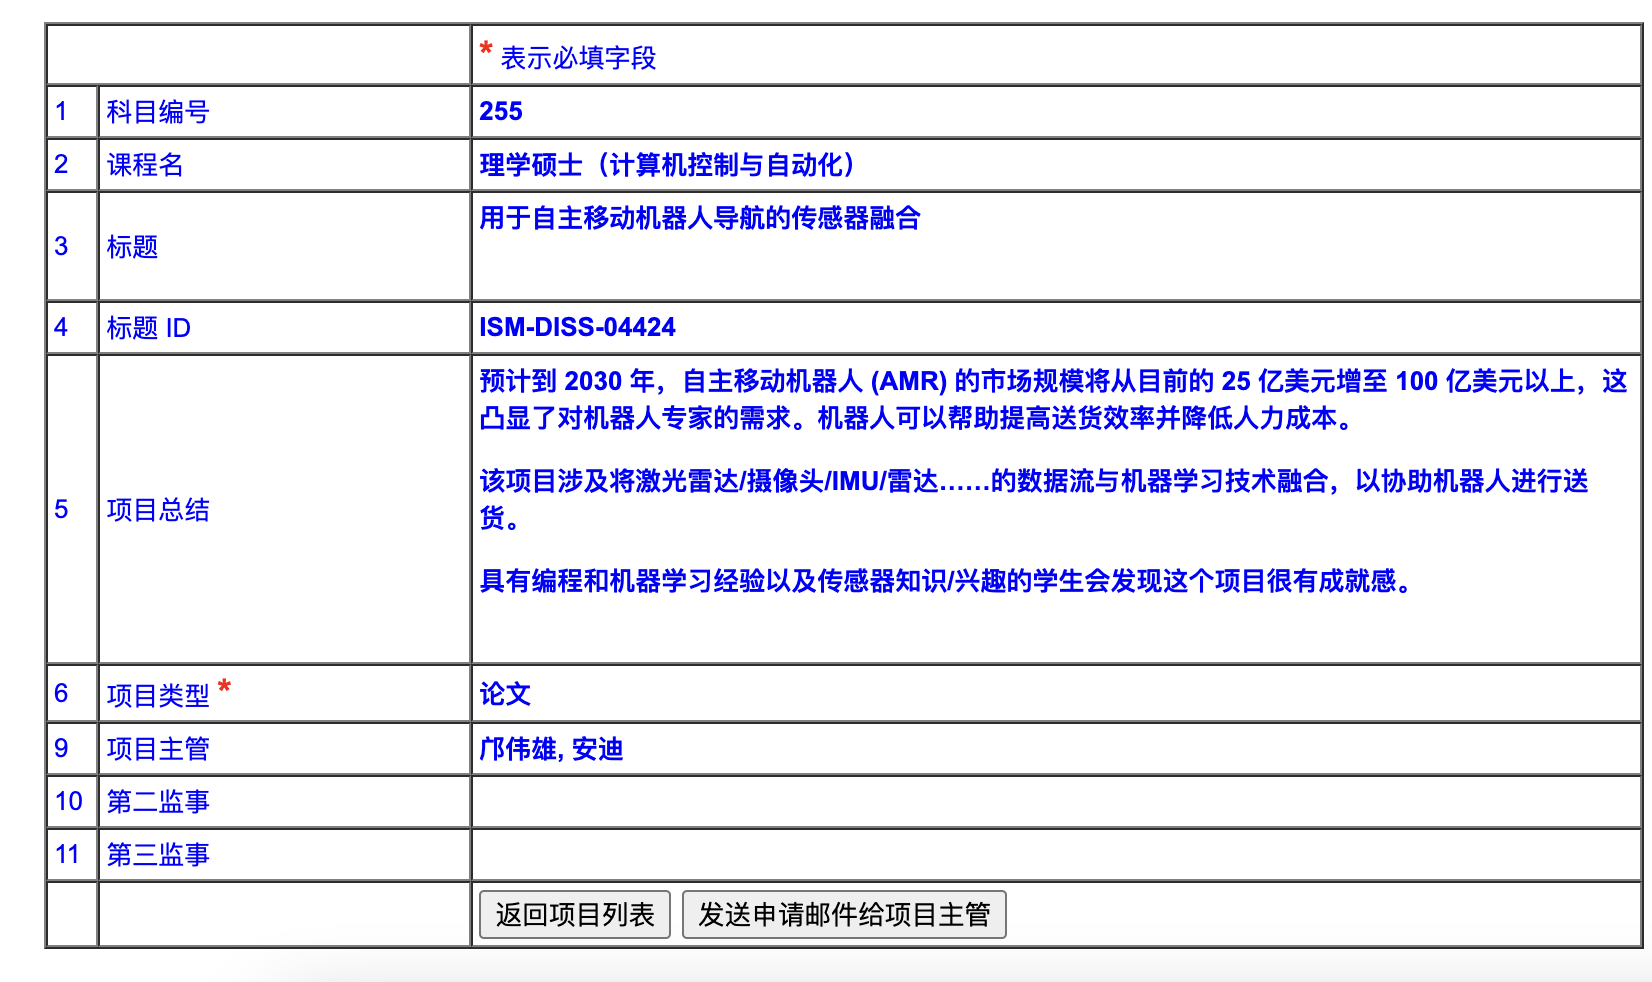 * 表示必填字段
1 科目编号 255
2 课程名 理学硕士（计算机控制与自动化）
3 标题 用于自主移动机器人导航的传感器融合
4 标题 ID ISM-DISS-04424
5 项目总结 预计到 2030 年，自主移动机器人 (AMR) 的市场规模将从目前的 25 亿美元增至 100 亿美元以上，这
凸显了对机器人专家的需求。机器人可以帮助提高送货效率并降低人力成本。
该项目涉及将激光雷达/摄像头/IMU/雷达……的数据流与机器学习技术融合，以协助机器人进行送
货。
具有编程和机器学习经验以及传感器知识/兴趣的学生会发现这个项目很有成就感。
6 项目类型 * 论文
9 项目主管 邝伟雄, 安迪
10 第二监事
11 第三监事
返回项目列表 发送申请邮件给项目主管